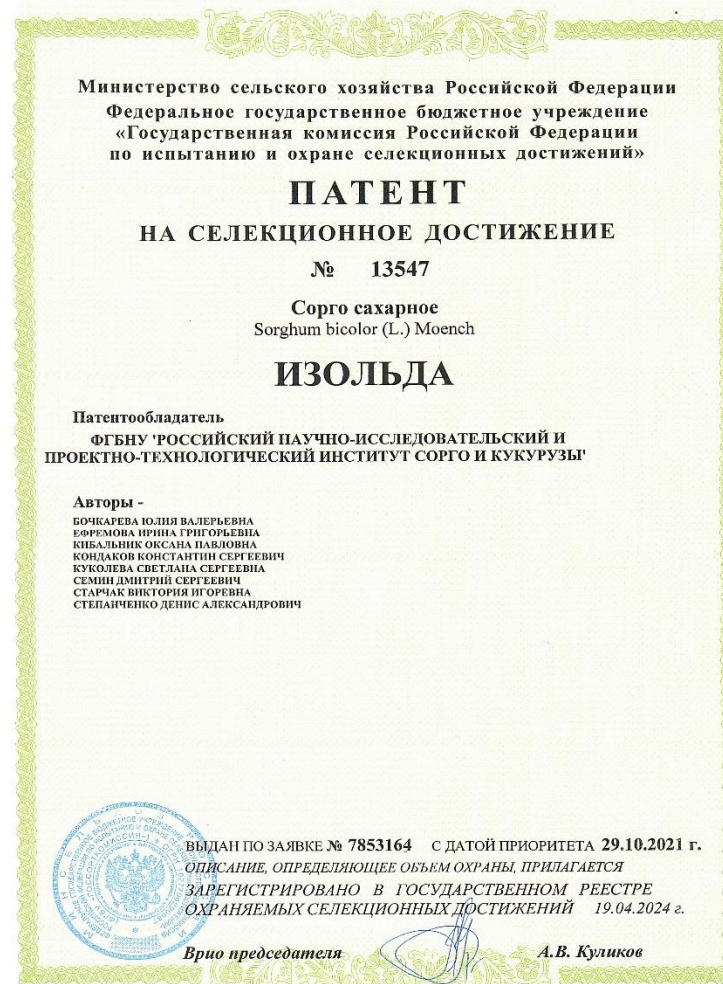 Министерство сельского хозяйства Российской Федерации
Федеральное государственное бюджетное учреждение
«Государственная комиссия Российской Федерации
по испытанию и охране селекционных достижений»
ПАТЕНТ
НА СЕЛЕКЦИОННОЕ ДОСТИЖЕНИЕ
№ 13547
Сорго сахарное
Sorghum bicolor (L.) Moench
ИЗОЛЬДА
Патентообладатель
ФГБНУ 'РОССИЙСКИЙ НАУЧНО-ИССЛЕДОВАТЕЛЬСКИЙ И
ПРОЕКТНО-ТЕХНОЛОГИЧЕСКИЙ ИНСТИТУТ СОРГО И КУКУРУЗЫ'
Авторы -
БОЧКАРЕВА ЮЛИЯ ВАЛЕРЬЕВНА
ЕФРЕМОВА ИРИНА ГРИГОРЬЕВНА
КИБАЛЬНИК ОКСАНА ПАВЛОВНА
КОНДАКОВ КОНСТАНТИН СЕРГЕЕВИЧ
КУКОЛЕВА СВЕТЛАНА СЕРГЕЕВНА
СЕМИН ДМИТРИЙ СЕРГЕЕВИЧ
СТАРЧАК ВИКТОРИЯ ИГОРЕВНА
СТЕПАНЧЕНКО ДЕНИС АЛЕКСАНДРОВИЧ
ВЫДАН ПО ЗАЯВКЕ № 7853164 С ДАТОЙ ПРИОРИТЕТА 29.10.2021 г.
ОПИСАНИЕ, ОПРЕДЕЛЯЮЩЕЕ ОБЪЕМ ОХРАНЫ, ПРИЛАГАЕТСЯ
ЗАРЕГИСТРИРОВАНО В ГОСУДАРСТВЕННОМ РЕЕСТРЕ
ОХРАНЯЕМЫХ СЕЛЕКЦИОННЫХ ДОСТИЖЕНИЙ 19.04.2024 г.
Врио председателя А.В. Куликов